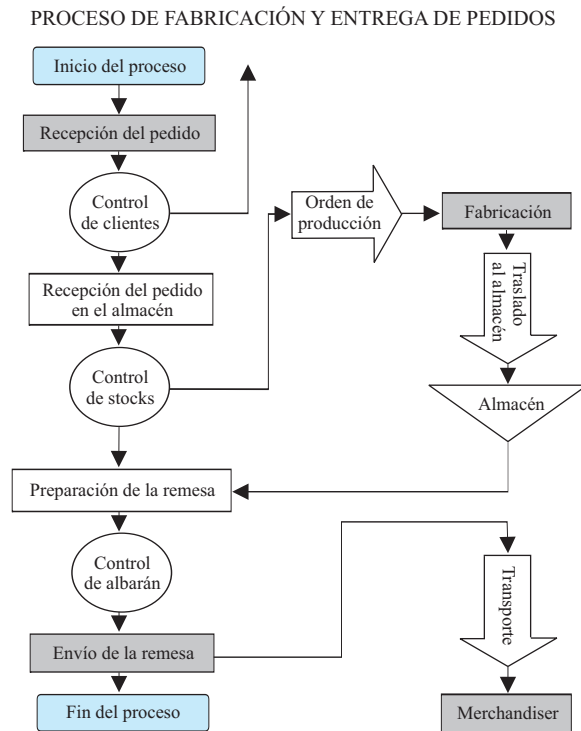 PROCESO DE FABRICACIÓN Y ENTREGA DE PEDIDOS
Inicio del proceso
Recepción del pedido
Control
de clientes
Orden de
producción
Fabricación
Recepción del pedido
en el almacén
Traslado
al almacén
Control
de stocks
Almacén
Preparación de la remesa
Control
de albarán
Transporte
Envío de la remesa
Fin del proceso
Merchandiser